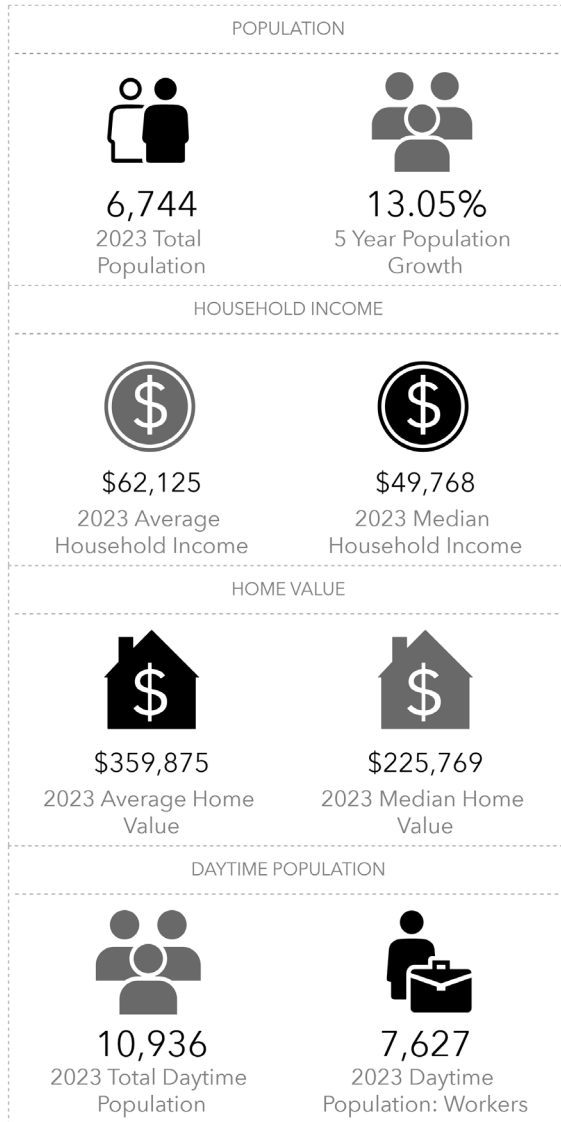 POPULATION
6,744
2023 Total
Population
13.05%
5 Year Population
Growth
HOUSEHOLD INCOME
$
$62,125
2023 Average
Household Income
$
$49,768
2023 Median
Household Income
HOME VALUE
$
$359,875
2023 Average Home
Value
$
$225,769
2023 Median Home
Value
DAYTIME POPULATION
10,936
2023 Total Daytime
Population
7,627
2023 Daytime
Population: Workers